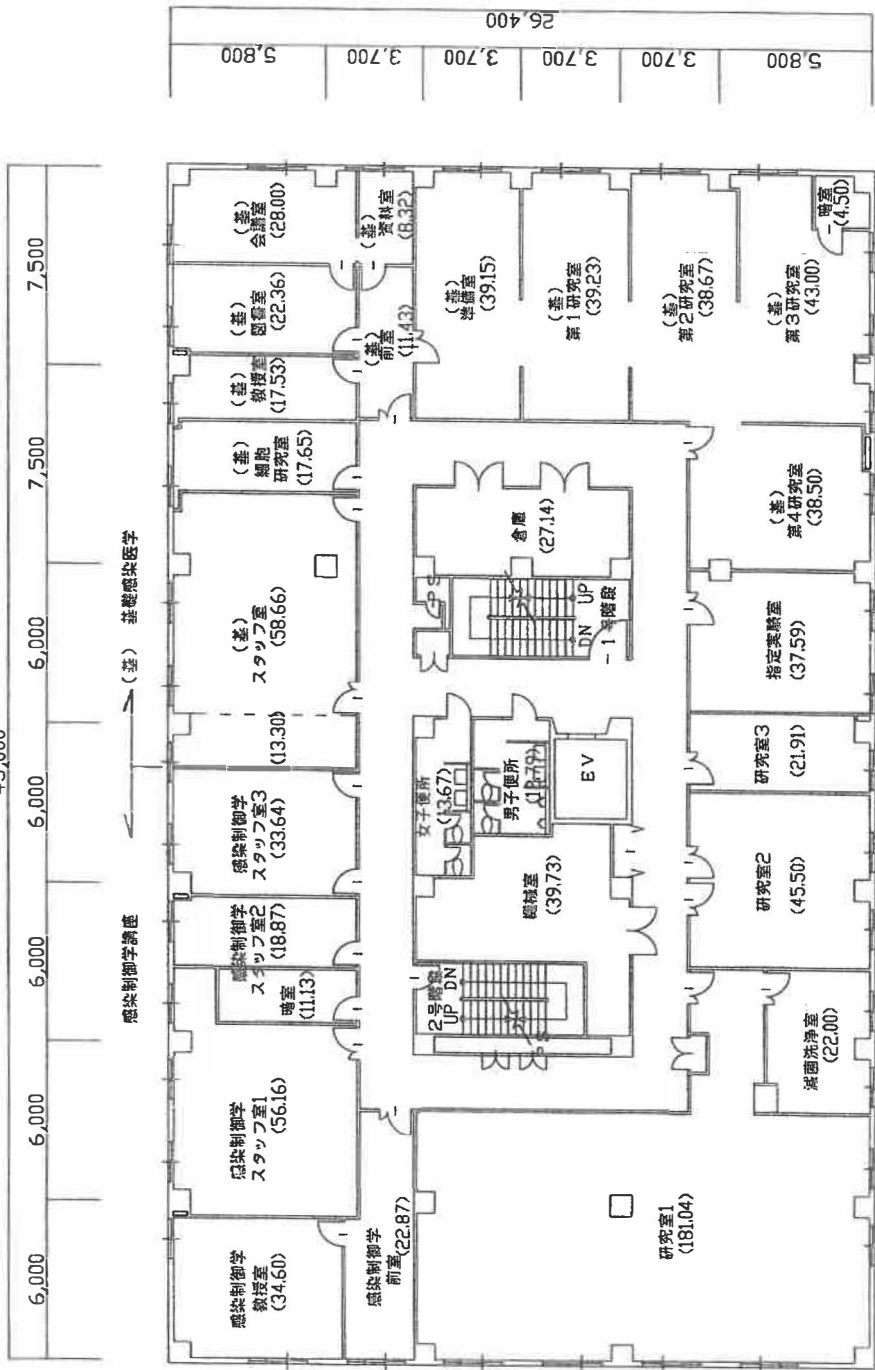 45,000
6,000
6,000
6,000
6,000
6,000
7,500
7,500
5,800
3,700
3,700
3,700
3,700
5,800
26,400
感染制御学講座
(基) 基礎感染医学
感染制御学
教授室
(34.60)
感染制御学
スタッフ室1
(56.16)
暗室
(11.13)
感染制御学
スタッフ室2
(18.87)
感染制御学
スタッフ室3
(33.64)
(13.30)
(基)
スタッフ室
(58.66)
(基)
細胞
研究室
(17.65)
(基)
教授室
(17.53)
(基)
図書室
(22.36)
(基)
会議室
(28.00)
感染制御学
前室
(22.87)
(基)
前室
(11.43)
(基)
資料室
(8.32)
2号階段
UP DN
PS
機械室
(39.73)
女子便所
(13.67)
男子便所
EV
PS
DN UP
1号階段
倉庫
(27.14)
(基)
準備室
(39.15)
(基)
第1研究室
(39.23)
(基)
第2研究室
(38.67)
(基)
第3研究室
(43.00)
暗室
(4.50)
研究室1
(181.04)
滅菌洗浄室
(22.00)
研究室2
(45.50)
研究室3
(21.91)
指定実験室
(37.59)
(基)
第4研究室
(38.50)